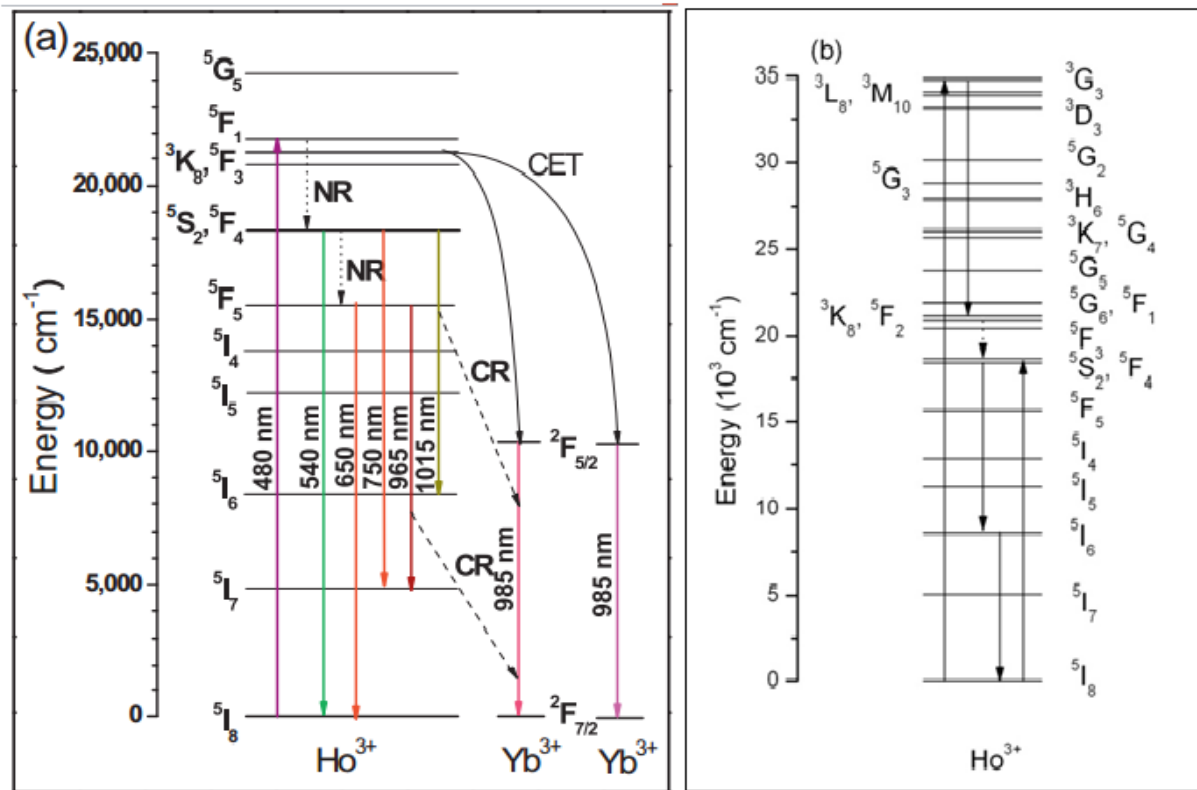 (a)
25,000
20,000
15,000
10,000
5,000
0
Energy ( cm⁻¹)
⁵G₅
⁵F₁
³K₈, ⁵F₃
⁵S₂, ⁵F₄
⁵F₅
⁵I₄
⁵I₅
⁵I₆
⁵I₇
⁵I₈
NR
NR
CET
CR
CR
480 nm
540 nm
650 nm
750 nm
965 nm
1015 nm
985 nm
985 nm
²F₅/₂
²F₇/₂
Ho³⁺
Yb³⁺
Yb³⁺
(b)
35
30
25
20
15
10
5
0
Energy (10³ cm⁻¹)
³L₈, ³M₁₀
⁵G₃
³K₈, ⁵F₂
³G₃
³D₃
⁵G₂
³H₆
³K₇, ⁵G₄
⁵G₅
⁵G₆, ⁵F₁
⁵F₃
⁵S₂, ⁵F₄
⁵F₅
⁵I₄
⁵I₅
⁵I₆
⁵I₇
⁵I₈
Ho³⁺